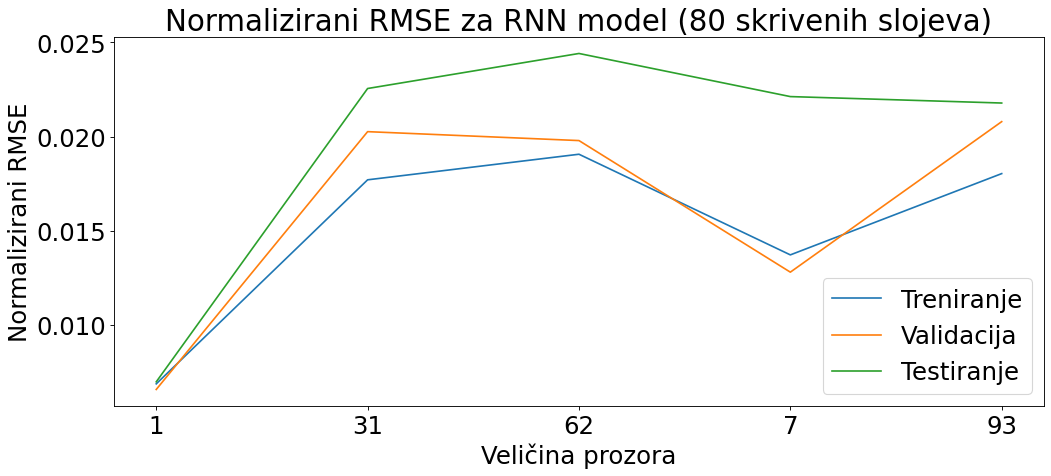 Normalizirani RMSE za RNN model (80 skrivenih slojeva)
Normalizirani RMSE
0.025
0.020
0.015
0.010
Treniranje
Validacija
Testiranje
1 31 62 7 93
Veličina prozora